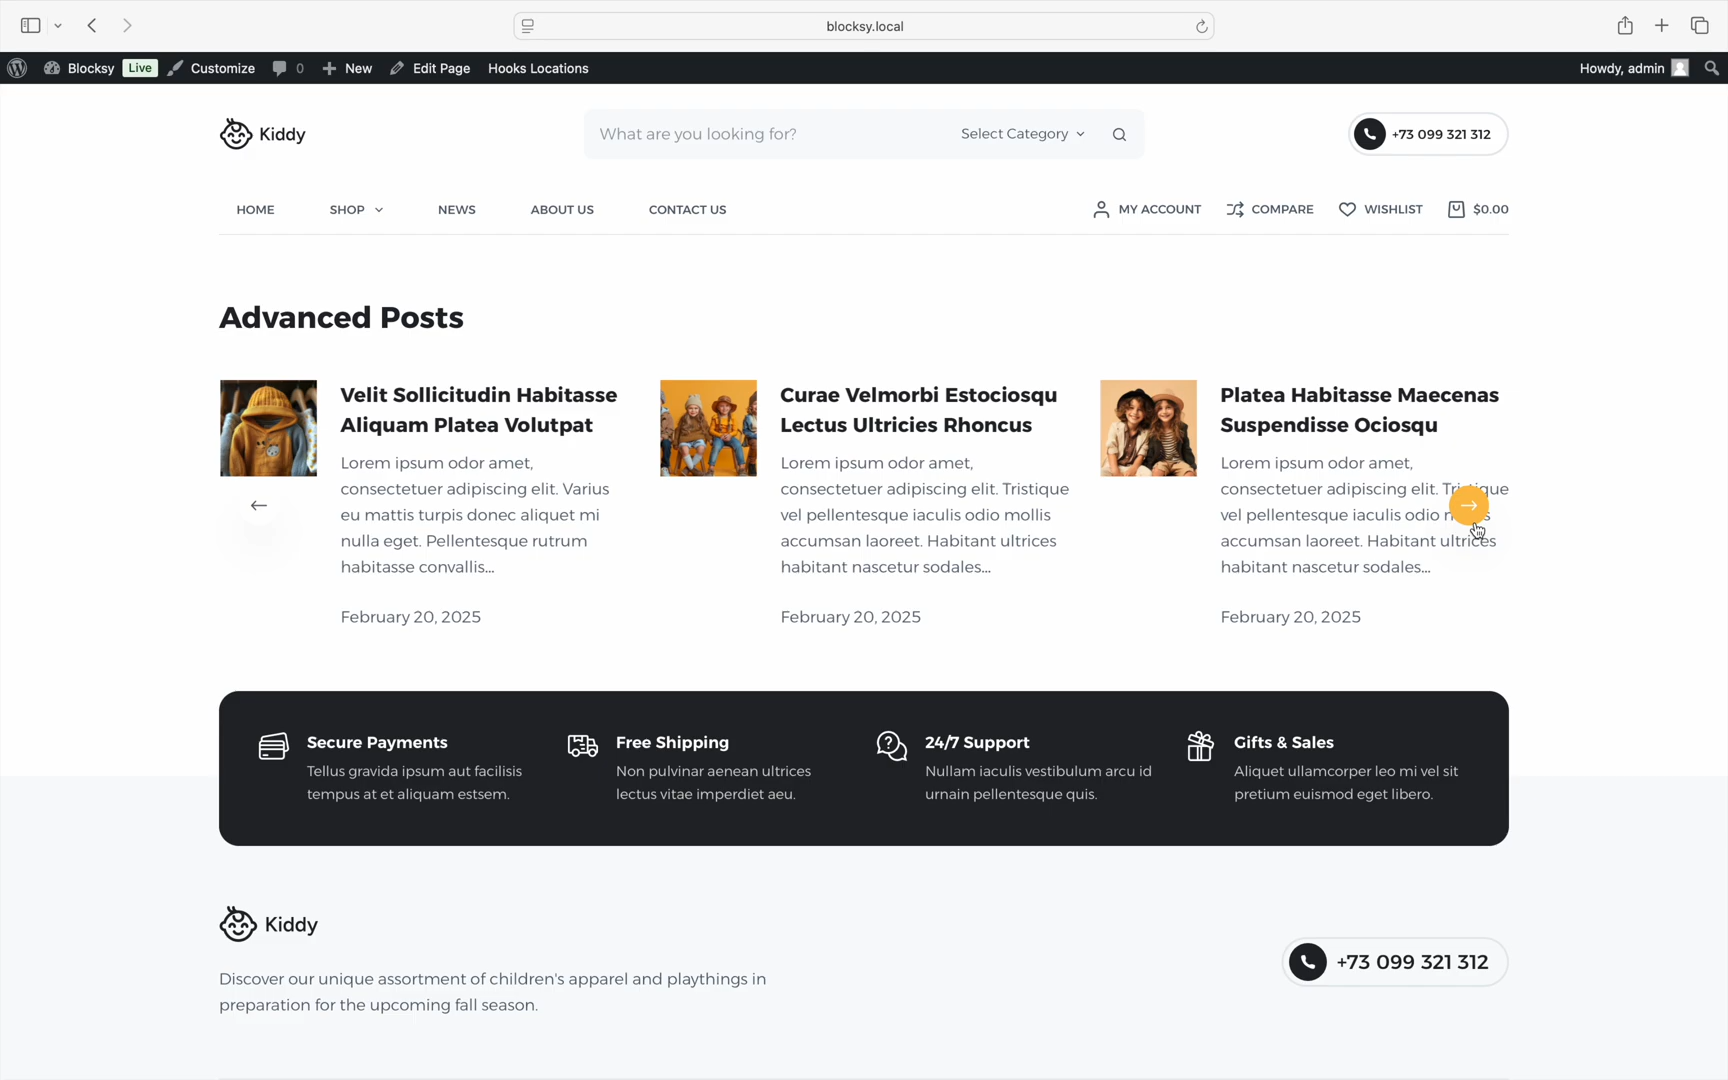 blocksy.local
Blocksy Live Customize 0 New Edit Page Hooks Locations Howdy, admin
Kiddy What are you looking for? Select Category +73 099 321 312
HOME SHOP NEWS ABOUT US CONTACT US MY ACCOUNT COMPARE WISHLIST $0.00
Advanced Posts
Velit Sollicitudin Habitasse
Aliquam Platea Volutpat
Lorem ipsum odor amet,
consectetuer adipiscing elit. Varius
eu mattis turpis donec aliquet mi
nulla eget. Pellentesque rutrum
habitasse convallis...
February 20, 2025
Curae Velmorbi Estociosqu
Lectus Ultricies Rhoncus
Lorem ipsum odor amet,
consectetuer adipiscing elit. Tristique
vel pellentesque iaculis odio mollis
accumsan laoreet. Habitant ultrices
habitant nascetur sodales...
February 20, 2025
Platea Habitasse Maecenas
Suspendisse Ociosqu
Lorem ipsum odor amet,
consectetuer adipiscing elit.
vel pellentesque iaculis odio
accumsan laoreet. Habitant ultrices
habitant nascetur sodales...
February 20, 2025
Secure Payments
Tellus gravida ipsum aut facilisis
tempus at et aliquam estsem.
Free Shipping
Non pulvinar aenean ultrices
lectus vitae imperdiet aeu.
24/7 Support
Nullam iaculis vestibulum arcu id
urnain pellentesque quis.
Gifts & Sales
Aliquet ullamcorper leo mi vel sit
pretium euismod eget libero.
Kiddy
Discover our unique assortment of children's apparel and playthings in
preparation for the upcoming fall season.
+73 099 321 312